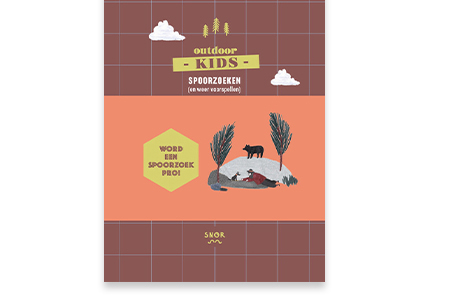 outdoor
- KIDS -
SPOORZOEKEN
(en weer voorspellen)
WORD
EEN
SPOORZOEK
PRO!
SNOR